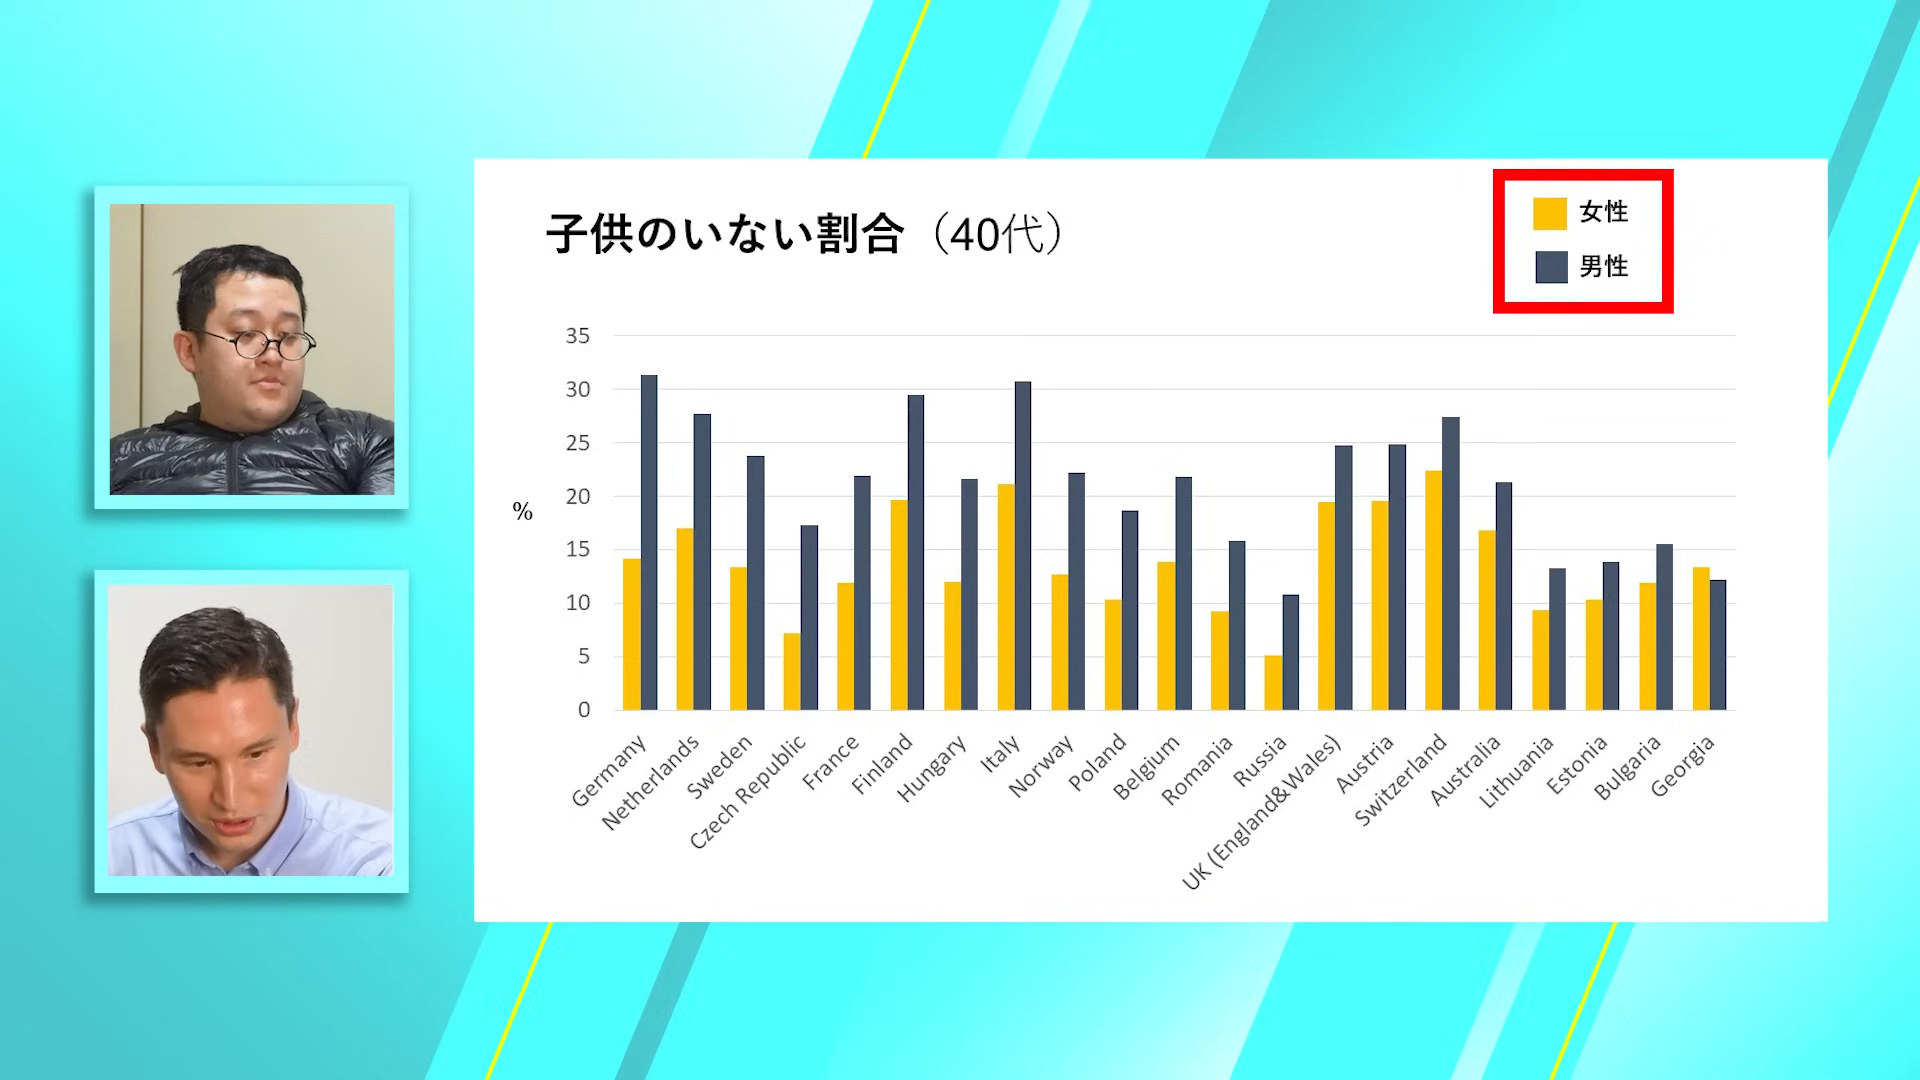 子供のいない割合（40代）
女性
男性
35
30
25
20
15
10
5
0
%
Germany
Netherlands
Sweden
Czech Republic
France
Finland
Hungary
Italy
Norway
Poland
Belgium
Romania
Russia
UK (England&Wales)
Austria
Switzerland
Australia
Lithuania
Estonia
Bulgaria
Georgia